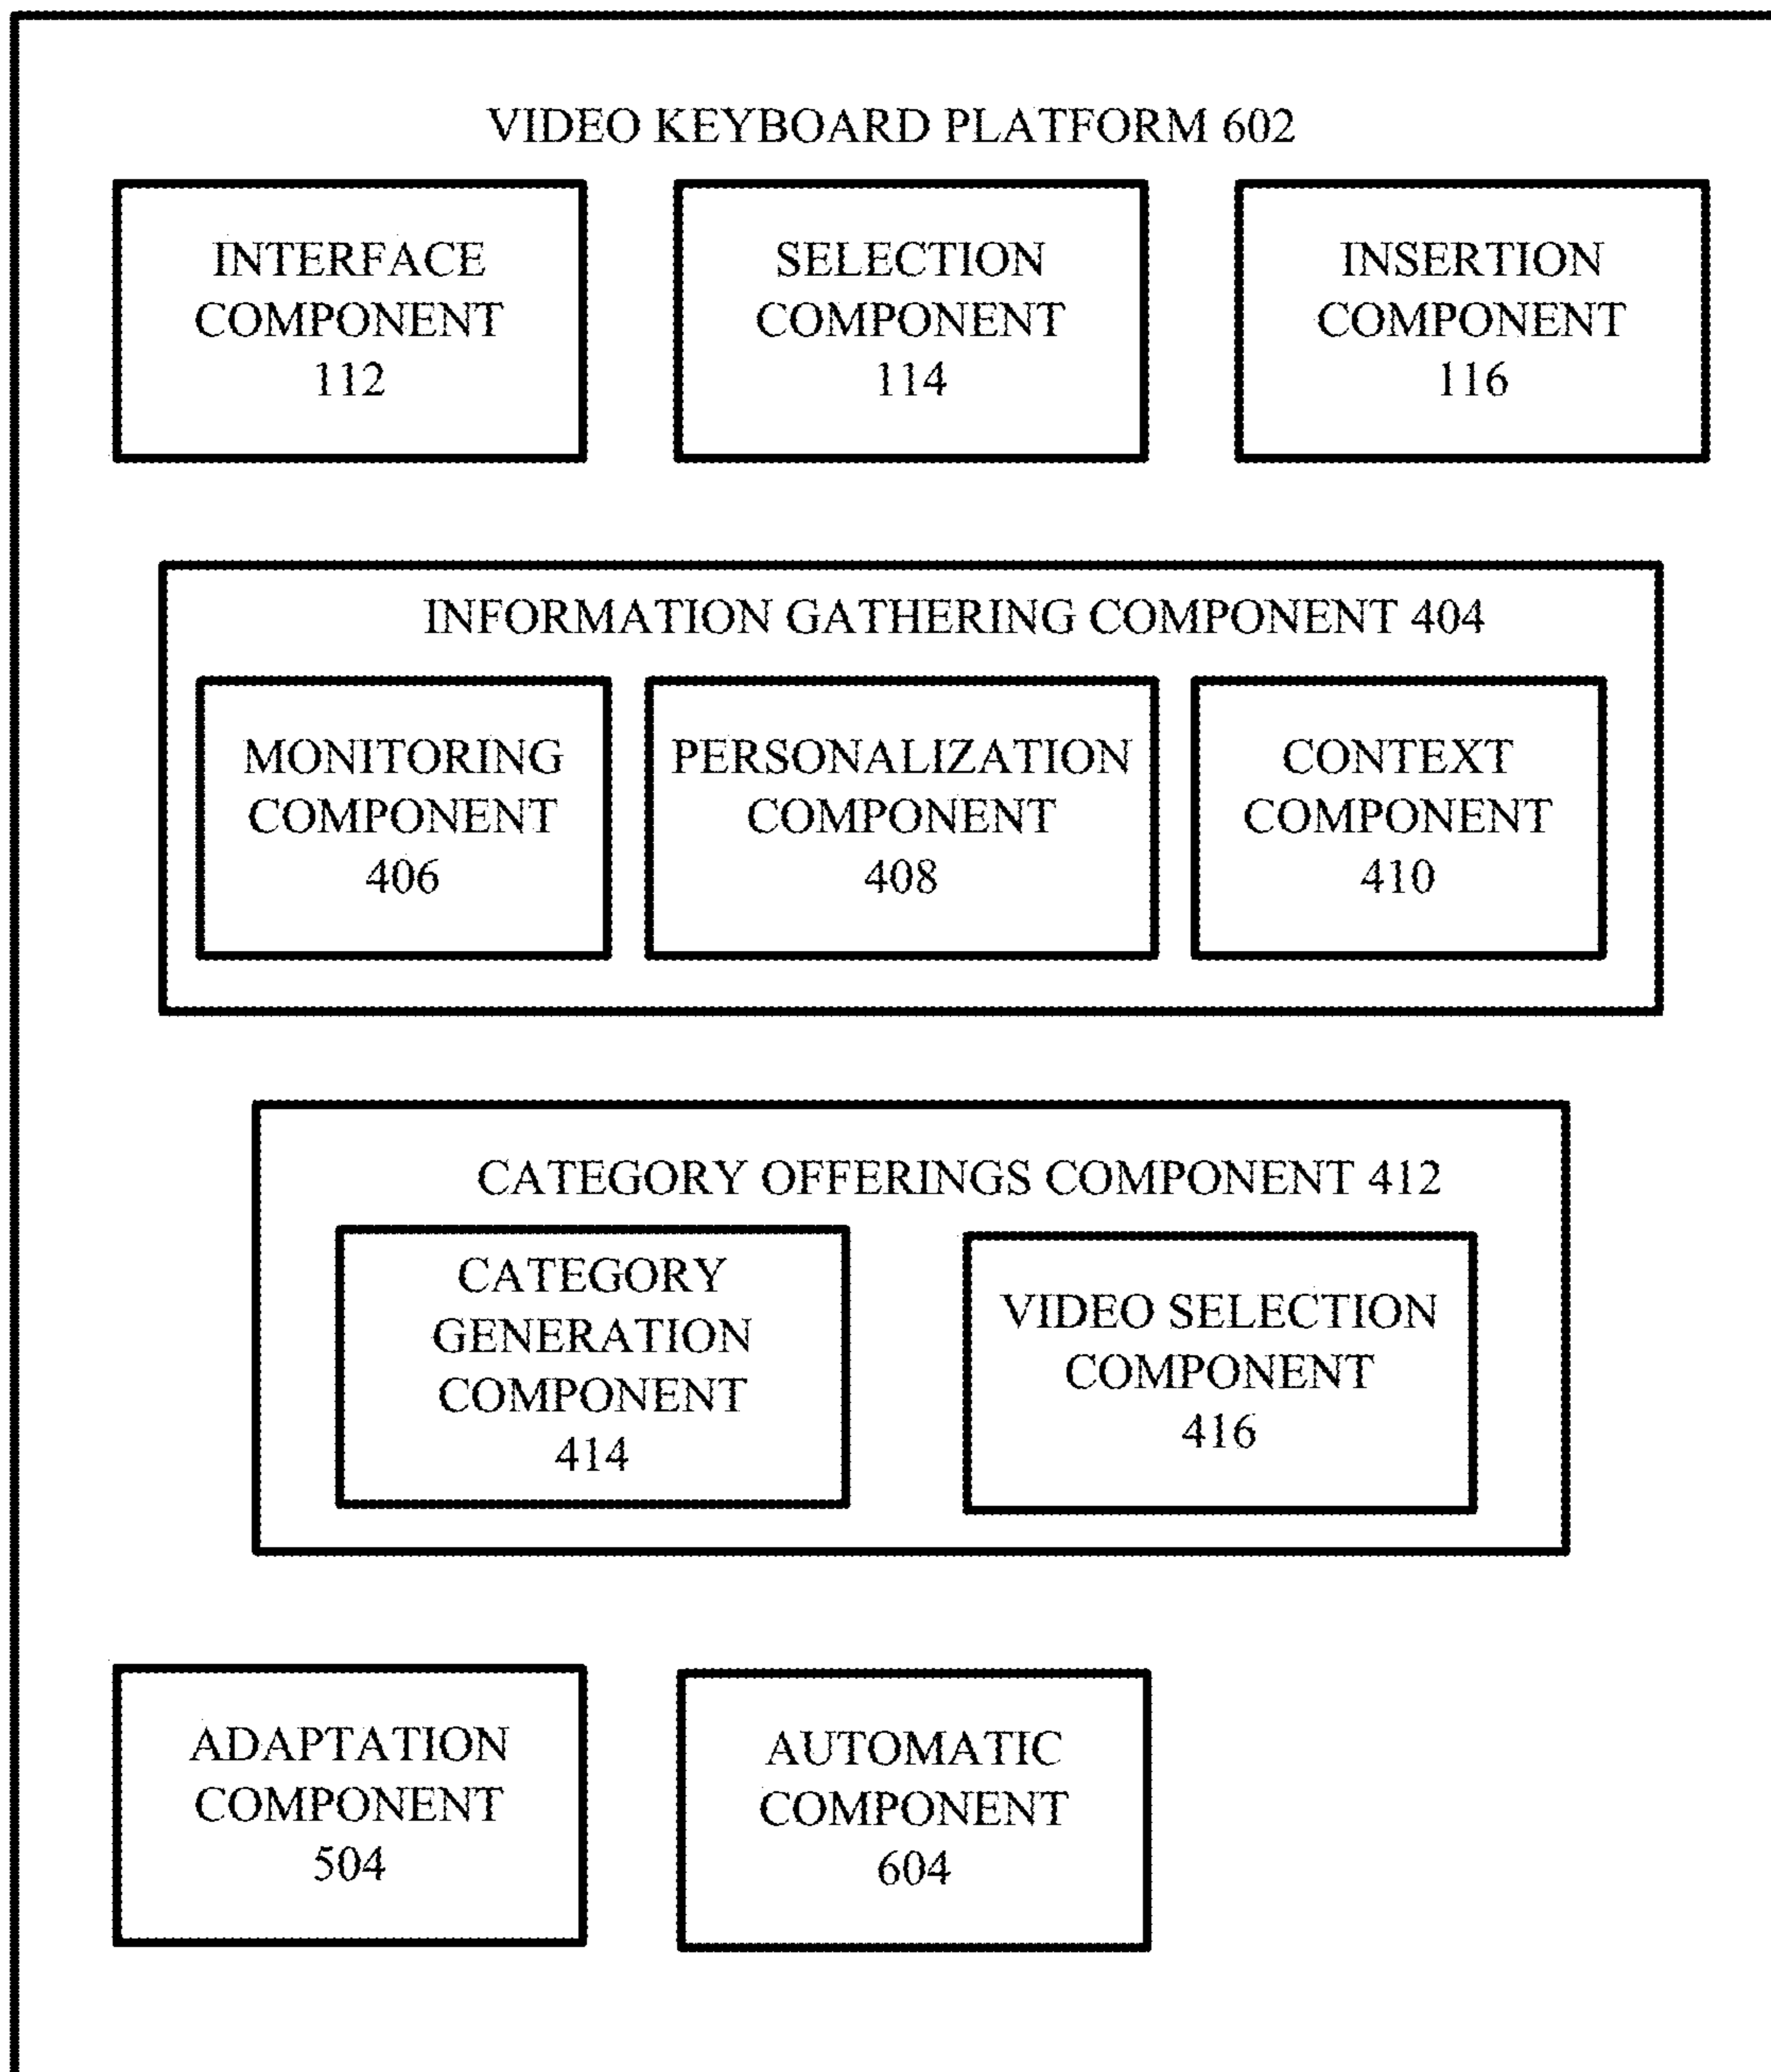 VIDEO KEYBOARD PLATFORM 602
INTERFACE
COMPONENT
112
SELECTION
COMPONENT
114
INSERTION
COMPONENT
116
INFORMATION GATHERING COMPONENT 404
MONITORING
COMPONENT
406
PERSONALIZATION
COMPONENT
408
CONTEXT
COMPONENT
410
CATEGORY OFFERINGS COMPONENT 412
CATEGORY
GENERATION
COMPONENT
414
VIDEO SELECTION
COMPONENT
416
ADAPTATION
COMPONENT
504
AUTOMATIC
COMPONENT
604